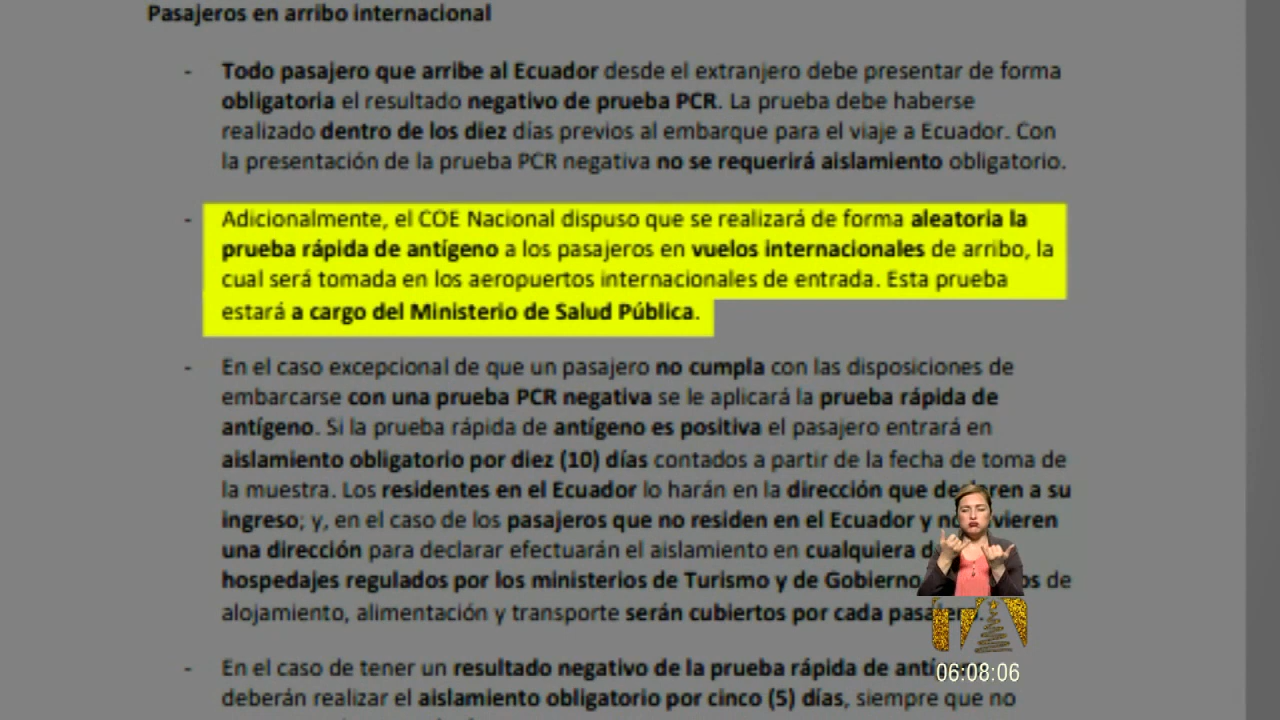 Pasajeros en arribo internacional
- Todo pasajero que arribe al Ecuador desde el extranjero debe presentar de forma
obligatoria el resultado negativo de prueba PCR. La prueba debe haberse
realizado dentro de los diez días previos al embarque para el viaje a Ecuador. Con
la presentación de la prueba PCR negativa no se requerirá aislamiento obligatorio.
- Adicionalmente, el COE Nacional dispuso que se realizará de forma aleatoria la
prueba rápida de antígeno a los pasajeros en vuelos internacionales de arribo, la
cual será tomada en los aeropuertos internacionales de entrada. Esta prueba
estará a cargo del Ministerio de Salud Pública.
- En el caso excepcional de que un pasajero no cumpla con las disposiciones de
embarcarse con una prueba PCR negativa se le aplicará la prueba rápida de
antígeno. Si la prueba rápida de antígeno es positiva el pasajero entrará en
aislamiento obligatorio por diez (10) días contados a partir de la fecha de toma de
la muestra. Los residentes en el Ecuador lo harán en la dirección que declaren a su
ingreso; y, en el caso de los pasajeros que no residen en el Ecuador y no vieren
una dirección para declarar efectuarán el aislamiento en cualquiera
hospedajes regulados por los ministerios de Turismo y de Gobierno de
alojamiento, alimentación y transporte serán cubiertos por cada
- En el caso de tener un resultado negativo de la prueba rápida de
06:08:06
deberán realizar el aislamiento obligatorio por cinco (5) días, siempre que no